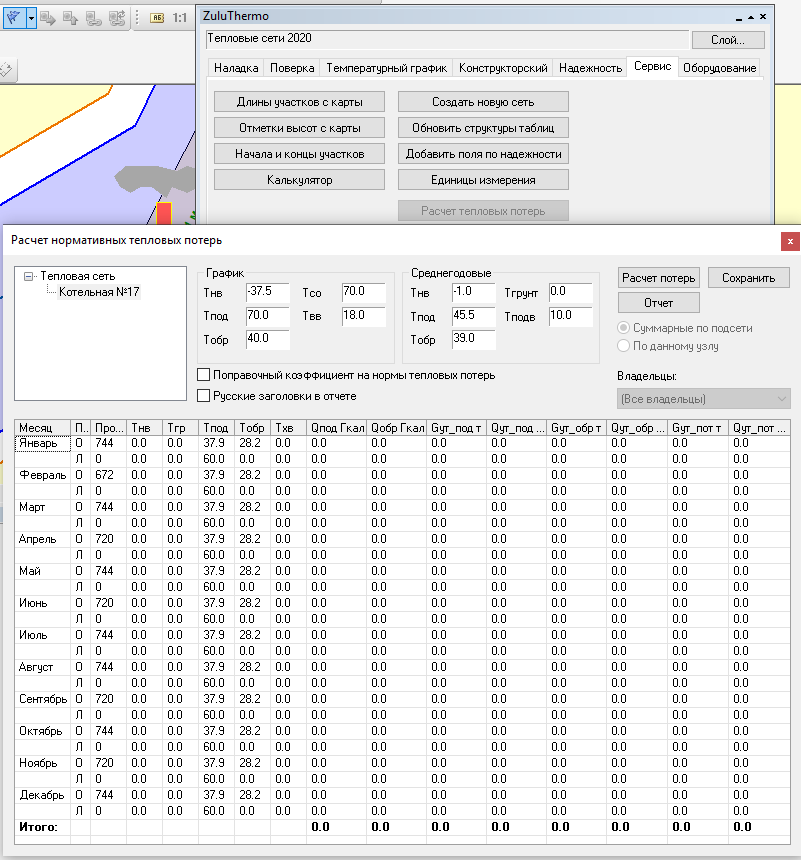 ZuluThermo
АБ 1:1
Тепловые сети 2020 Слой...
Наладка Поверка Температурный график Конструкторский Надежность Сервис Оборудование
Длины участков с карты Создать новую сеть
Отметки высот с карты Обновить структуры таблиц
Начала и концы участков Добавить поля по надежности
Калькулятор Единицы измерения
Расчет тепловых потерь
Расчет нормативных тепловых потерь x
Тепловая сеть
Котельная №17
График
Тнв -37.5 Тсо 70.0
Тпод 70.0 Твв 18.0
Тобр 40.0
Среднегодовые
Тнв -1.0 Тгрунт 0.0
Тпод 45.5 Тподв 10.0
Тобр 39.0
Расчет потерь Сохранить
Отчет
Суммарные по подсети
По данному узлу
Владельцы:
(Все владельцы)
Поправочный коэффициент на нормы тепловых потерь
Русские заголовки в отчете
Месяц П.. Про... Тнв Тгр Тпод Тобр Тхв Qпод Гкал Qобр Гкал Gут_под т Qут_под ... Gут_обр т Qут_обр ... Gут_пот т Qут_пот ...
Январь О 744 0.0 0.0 37.9 28.2 0.0 0.0 0.0 0.0 0.0 0.0 0.0 0.0 0.0
Л 0 0.0 0.0 60.0 0.0 0.0 0.0 0.0 0.0 0.0 0.0 0.0 0.0 0.0
Февраль О 672 0.0 0.0 37.9 28.2 0.0 0.0 0.0 0.0 0.0 0.0 0.0 0.0 0.0
Л 0 0.0 0.0 60.0 0.0 0.0 0.0 0.0 0.0 0.0 0.0 0.0 0.0 0.0
Март О 744 0.0 0.0 37.9 28.2 0.0 0.0 0.0 0.0 0.0 0.0 0.0 0.0 0.0
Л 0 0.0 0.0 60.0 0.0 0.0 0.0 0.0 0.0 0.0 0.0 0.0 0.0 0.0
Апрель О 720 0.0 0.0 37.9 28.2 0.0 0.0 0.0 0.0 0.0 0.0 0.0 0.0 0.0
Л 0 0.0 0.0 60.0 0.0 0.0 0.0 0.0 0.0 0.0 0.0 0.0 0.0 0.0
Май О 744 0.0 0.0 37.9 28.2 0.0 0.0 0.0 0.0 0.0 0.0 0.0 0.0 0.0
Л 0 0.0 0.0 60.0 0.0 0.0 0.0 0.0 0.0 0.0 0.0 0.0 0.0 0.0
Июнь О 720 0.0 0.0 37.9 28.2 0.0 0.0 0.0 0.0 0.0 0.0 0.0 0.0 0.0
Л 0 0.0 0.0 60.0 0.0 0.0 0.0 0.0 0.0 0.0 0.0 0.0 0.0 0.0
Июль О 744 0.0 0.0 37.9 28.2 0.0 0.0 0.0 0.0 0.0 0.0 0.0 0.0 0.0
Л 0 0.0 0.0 60.0 0.0 0.0 0.0 0.0 0.0 0.0 0.0 0.0 0.0 0.0
Август О 744 0.0 0.0 37.9 28.2 0.0 0.0 0.0 0.0 0.0 0.0 0.0 0.0 0.0
Л 0 0.0 0.0 60.0 0.0 0.0 0.0 0.0 0.0 0.0 0.0 0.0 0.0 0.0
Сентябрь О 720 0.0 0.0 37.9 28.2 0.0 0.0 0.0 0.0 0.0 0.0 0.0 0.0 0.0
Л 0 0.0 0.0 60.0 0.0 0.0 0.0 0.0 0.0 0.0 0.0 0.0 0.0 0.0
Октябрь О 744 0.0 0.0 37.9 28.2 0.0 0.0 0.0 0.0 0.0 0.0 0.0 0.0 0.0
Л 0 0.0 0.0 60.0 0.0 0.0 0.0 0.0 0.0 0.0 0.0 0.0 0.0 0.0
Ноябрь О 720 0.0 0.0 37.9 28.2 0.0 0.0 0.0 0.0 0.0 0.0 0.0 0.0 0.0
Л 0 0.0 0.0 60.0 0.0 0.0 0.0 0.0 0.0 0.0 0.0 0.0 0.0 0.0
Декабрь О 744 0.0 0.0 37.9 28.2 0.0 0.0 0.0 0.0 0.0 0.0 0.0 0.0 0.0
Л 0 0.0 0.0 60.0 0.0 0.0 0.0 0.0 0.0 0.0 0.0 0.0 0.0 0.0
Итого: 0.0 0.0 0.0 0.0 0.0 0.0 0.0 0.0